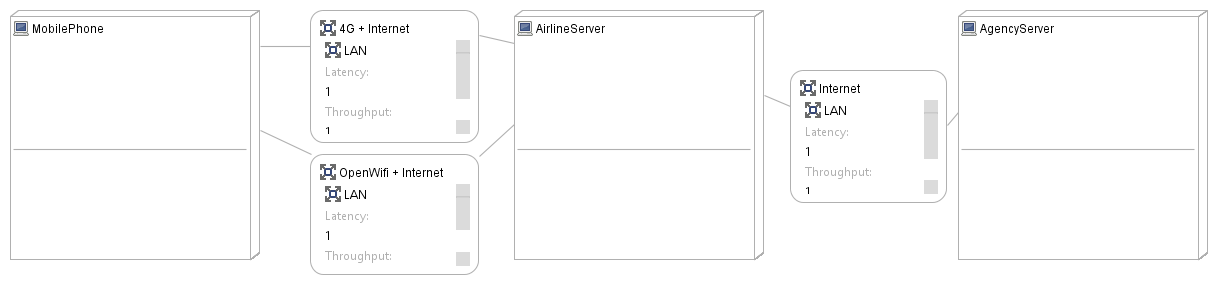 MobilePhone
4G + Internet
LAN
Latency:
1
Throughput:
1
OpenWifi + Internet
LAN
Latency:
1
Throughput:
AirlineServer
Internet
LAN
Latency:
1
Throughput:
1
AgencyServer